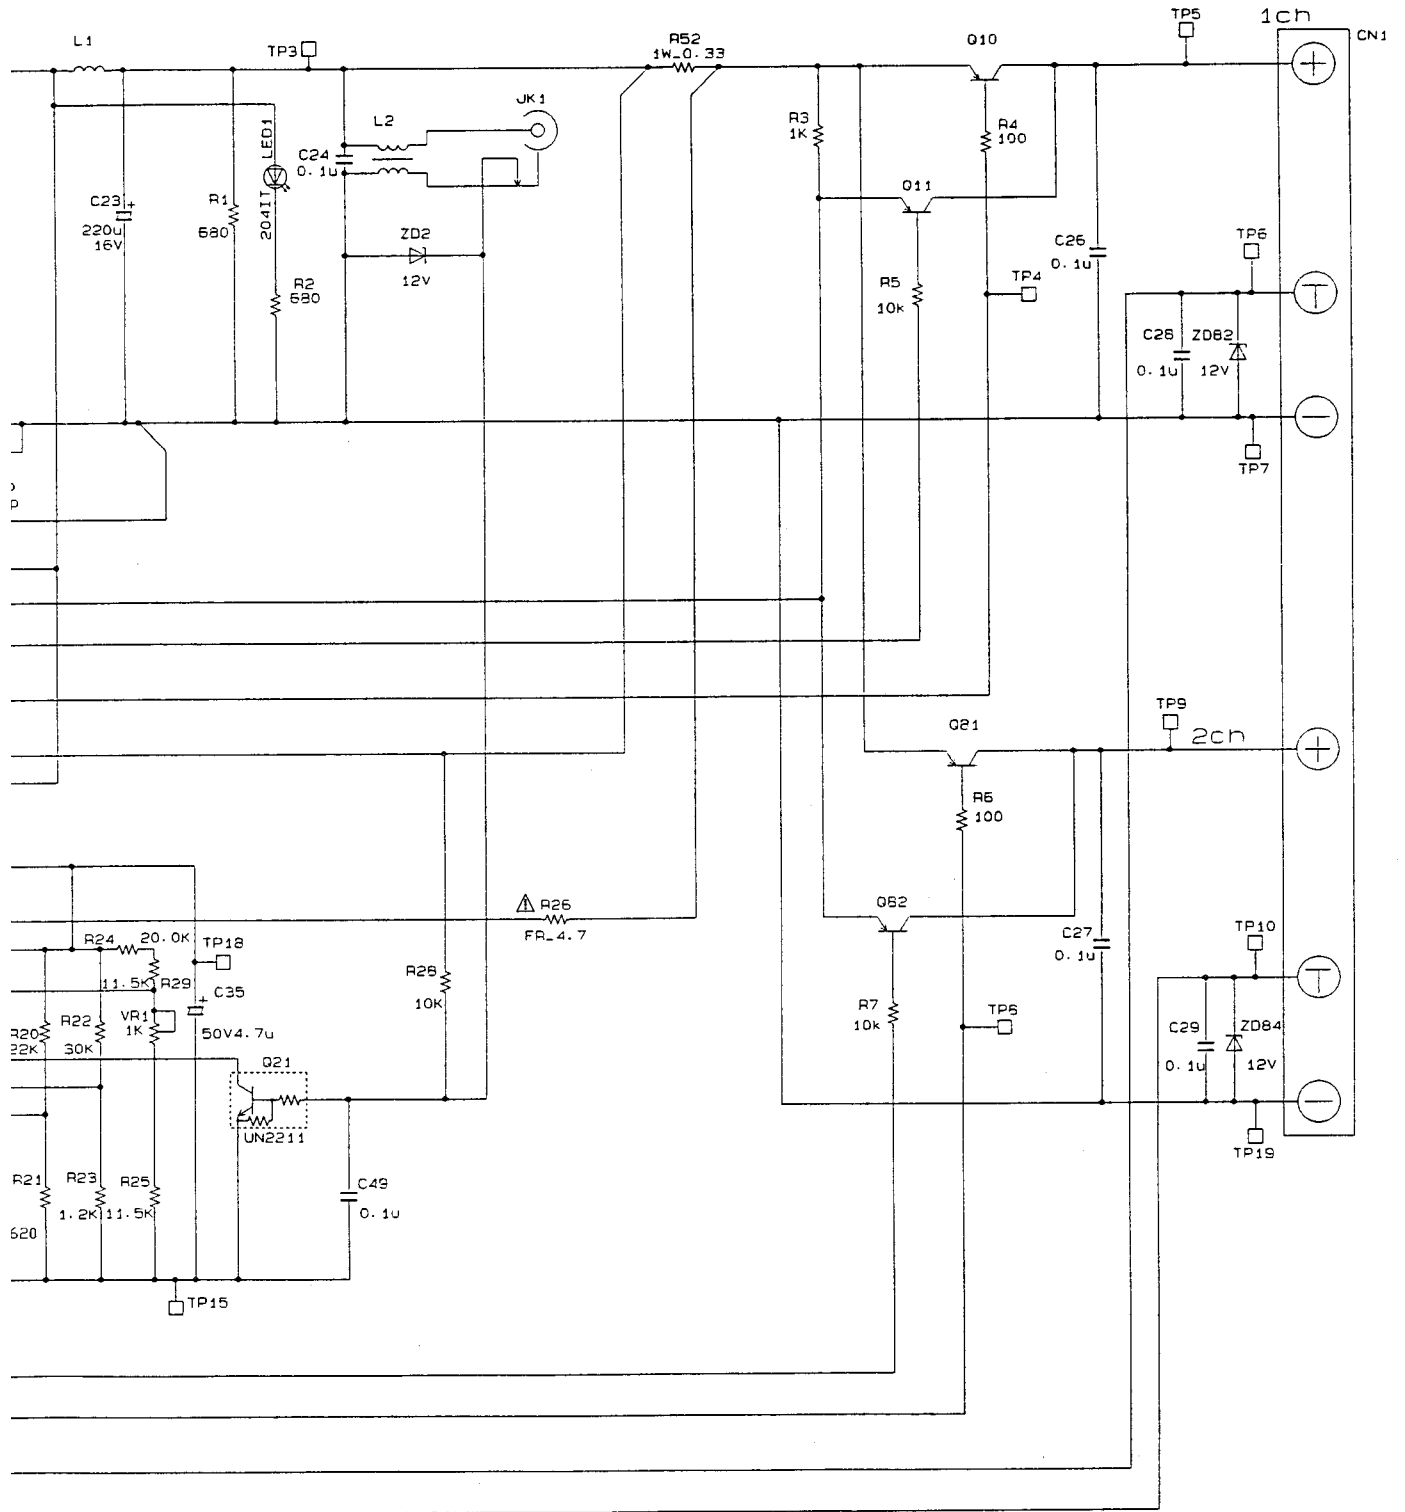 1ch
TP5
CN1
L1
TP3
R52
1W_0.33
Q10
JK1
L2
LED1
204IT
C24
0.1u
R3
1K
R4
100
C23
+
220u
16V
R1
680
Q11
ZD2
12V
R2
680
R5
10k
TP4
C26
0.1u
TP6
T
C28
0.1u
ZD82
12V
TP7
P
TP9
2ch
Q21
R6
100
R26
FR_4.7
Q82
C27
0.1u
TP10
T
R24
20.0K
TP18
11.5K
R29
C35
+
50V4.7u
VR1
1K
R20
22K
R22
30K
R28
10K
R7
10k
TP6
C29
0.1u
ZD84
12V
Q21
UN2211
TP19
R21
620
R23
1.2K
R25
11.5K
C49
0.1u
TP15